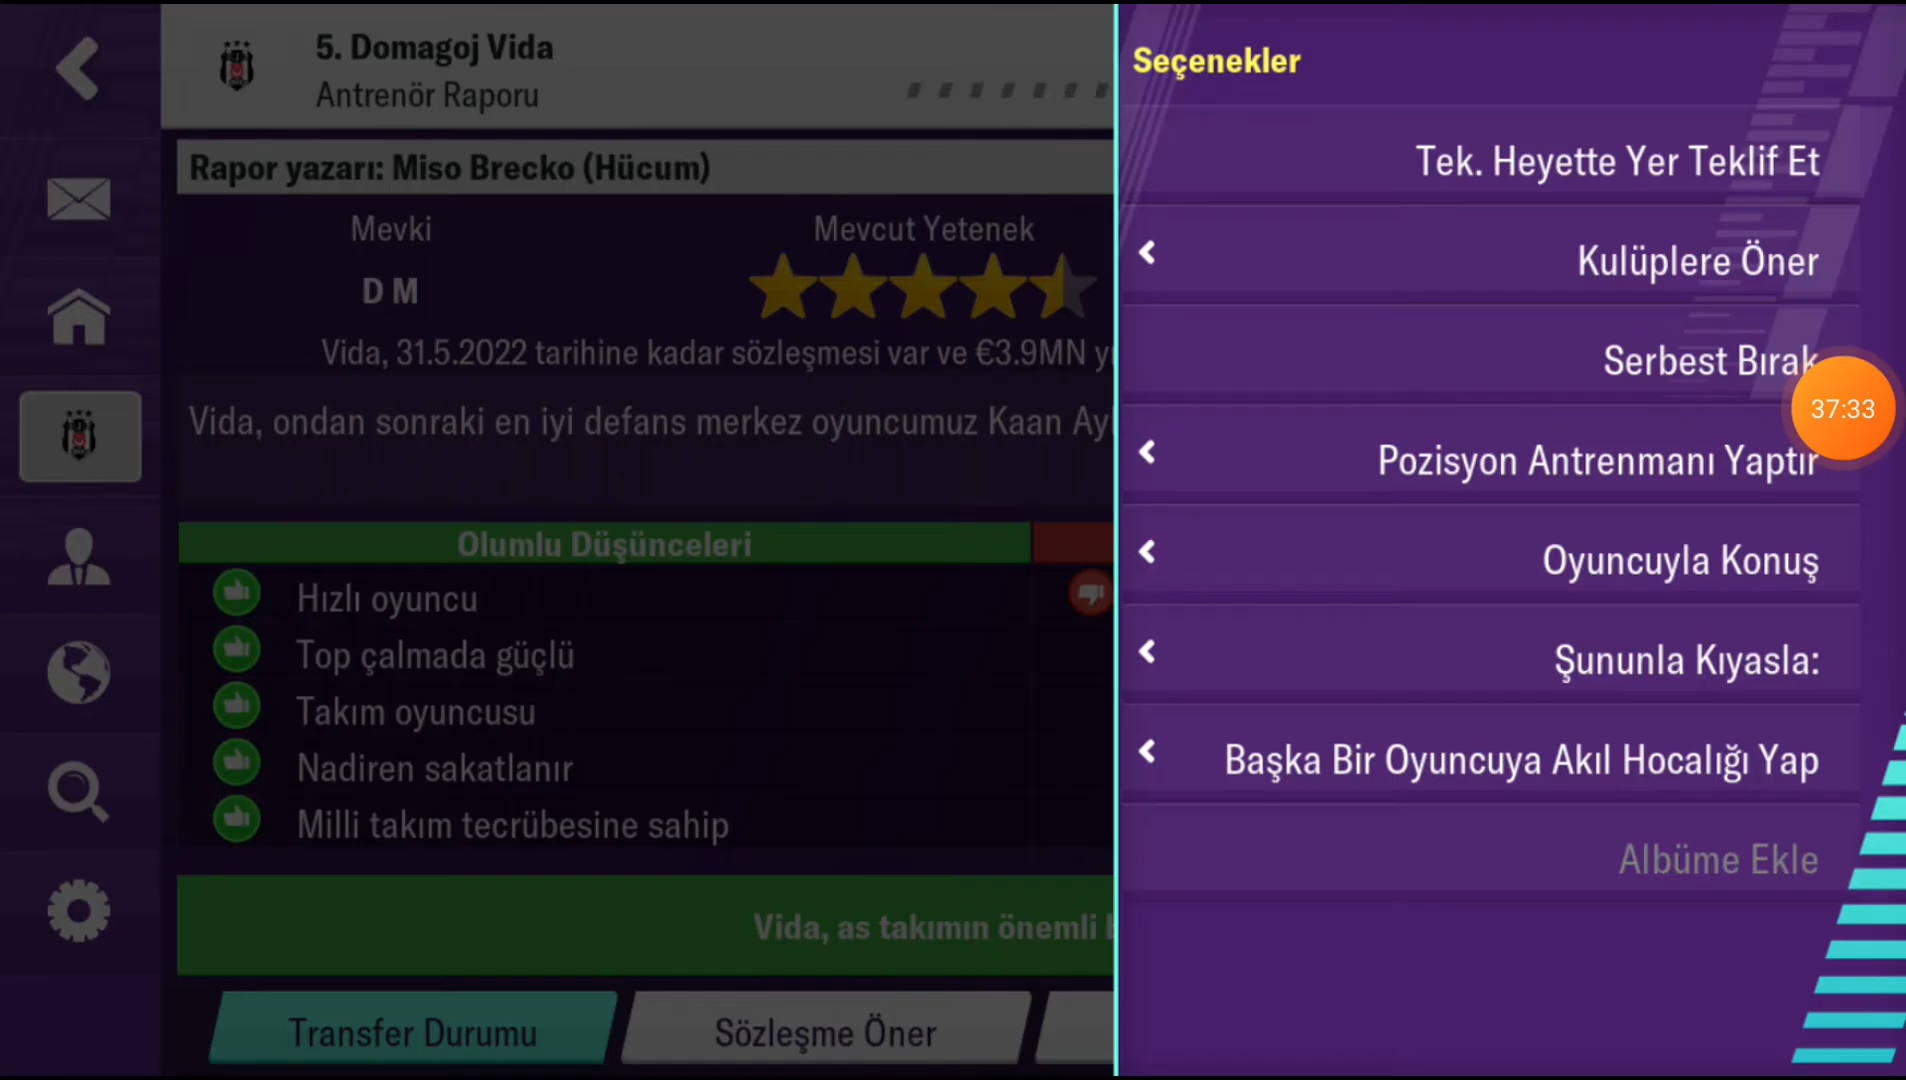 5. Domagoj Vida
Antrenör Raporu
Rapor yazarı: Miso Brecko (Hücum)
Mevki
Mevcut Yetenek
D M
Vida, 31.5.2022 tarihine kadar sözleşmesi var ve €3.9MN
Vida, ondan sonraki en iyi defans merkez oyuncumuz Kaan
Olumlu Düşünceleri
Hızlı oyuncu
Top çalmada güçlü
Takım oyuncusu
Nadiren sakatlanır
Milli takım tecrübesine sahip
Vida, as takımın önemli
Transfer Durumu
Sözleşme Öner
Seçenekler
Tek. Heyette Yer Teklif Et
Kulüplere Öner
Serbest Bırak
37:33
Pozisyon Antrenmanı Yaptır
Oyuncuyla Konuş
Şununla Kıyasla:
Başka Bir Oyuncuya Akıl Hocalığı Yap
Albüme Ekle